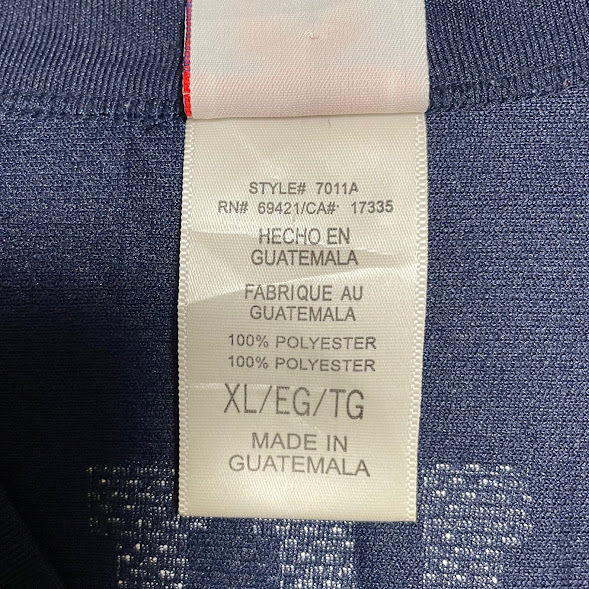 STYLE# 7011A
RN# 69421/CA# 17335
HECHO EN
GUATEMALA
FABRIQUE AU
GUATEMALA
100% POLYESTER
100% POLYESTER
XL/EG/TG
MADE IN
GUATEMALA